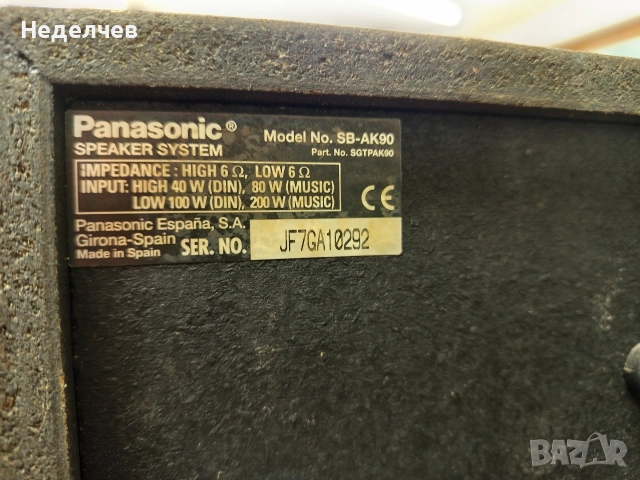 Неделчев
Panasonic®
SPEAKER SYSTEM
Model No. SB-AK90
Part. No. SGTPAK90
IMPEDANCE: HIGH 6 Ω, LOW 6 Ω
INPUT: HIGH 40 W (DIN), 80 W (MUSIC)
LOW 100 W (DIN), 200 W (MUSIC)
CE
Panasonic España, S.A.
Girona-Spain
Made in Spain
SER. NO. JF7GA10292
BAZAR